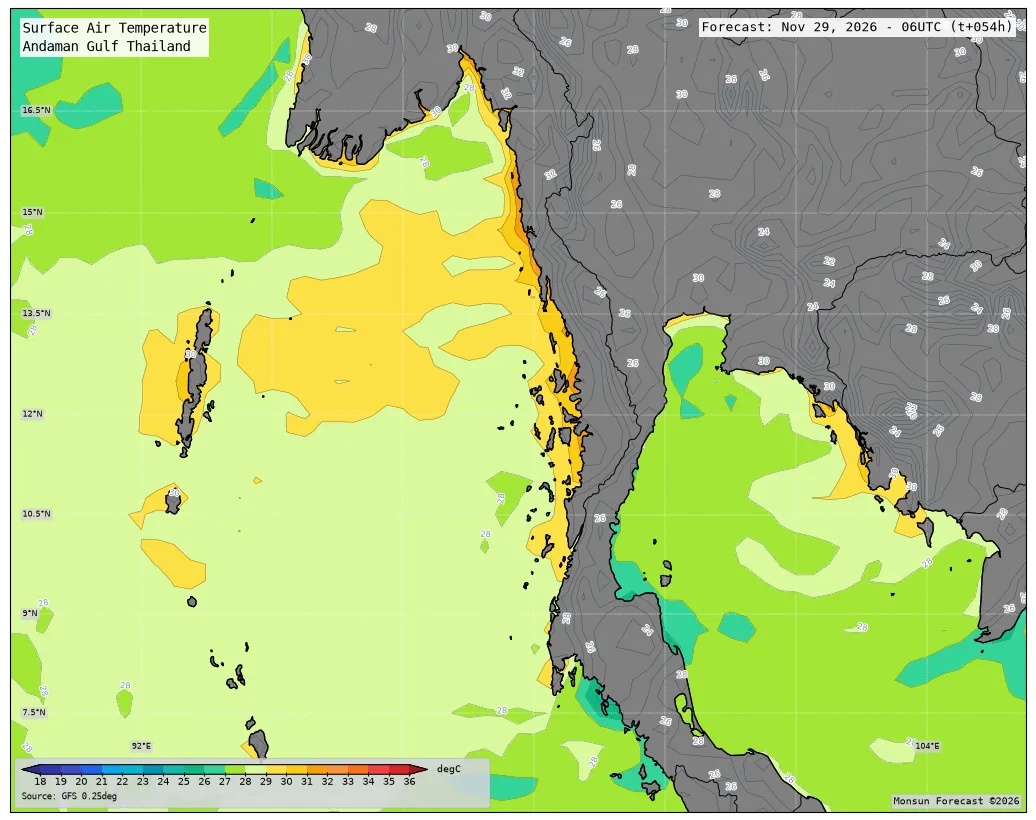 Surface Air Temperature
Andaman Gulf Thailand
Forecast: Nov 29, 2026 - 06UTC (t+054h)
16.5°N
15°N
13.5°N
12°N
10.5°N
9°N
7.5°N
92°E
104°E
degC
18 19 20 21 22 23 24 25 26 27 28 29 30 31 32 33 34 35 36
Source: GFS 0.25deg
Monsun Forecast ©2026